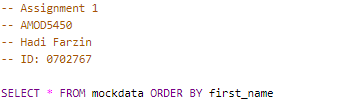 -- Assignment 1
-- AMOD5450
-- Hadi Farzin
-- ID: 0702767
SELECT * FROM mockdata ORDER BY first_name